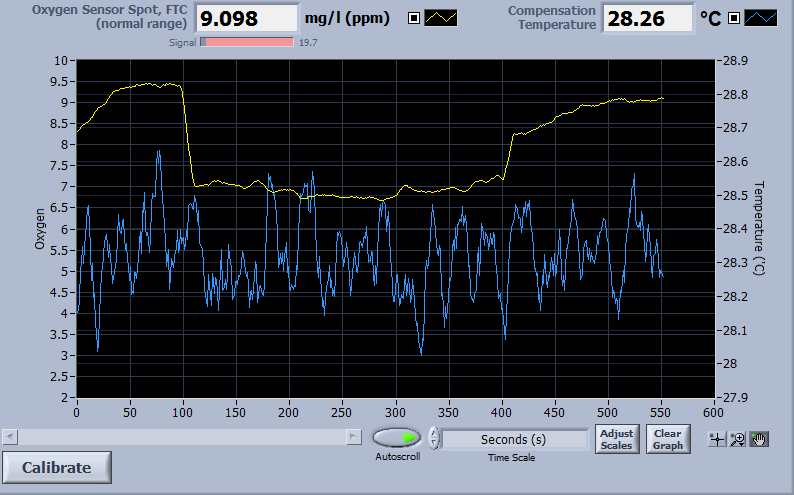 Oxygen Sensor Spot, FTC
(normal range)
9.098
mg/l (ppm)
Compensation
Temperature
28.26
°C
Signal
19.7
10
9.5
9
8.5
8
7.5
7
6.5
6
5.5
5
4.5
4
3.5
3
2.5
2
Oxygen
28.9
28.8
28.7
28.6
28.5
28.4
28.3
28.2
28.1
28
27.9
Temperature (°C)
0
50
100
150
200
250
300
350
400
450
500
550
600
Autoscroll
Seconds (s)
Time Scale
Adjust
Scales
Clear
Graph
Calibrate